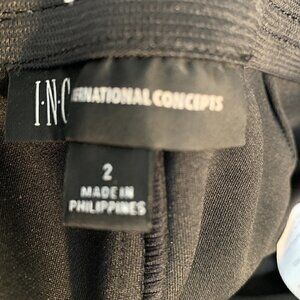 I·N·C
ERNATIONAL CONCEPTS
2
MADE IN
PHILIPPINES